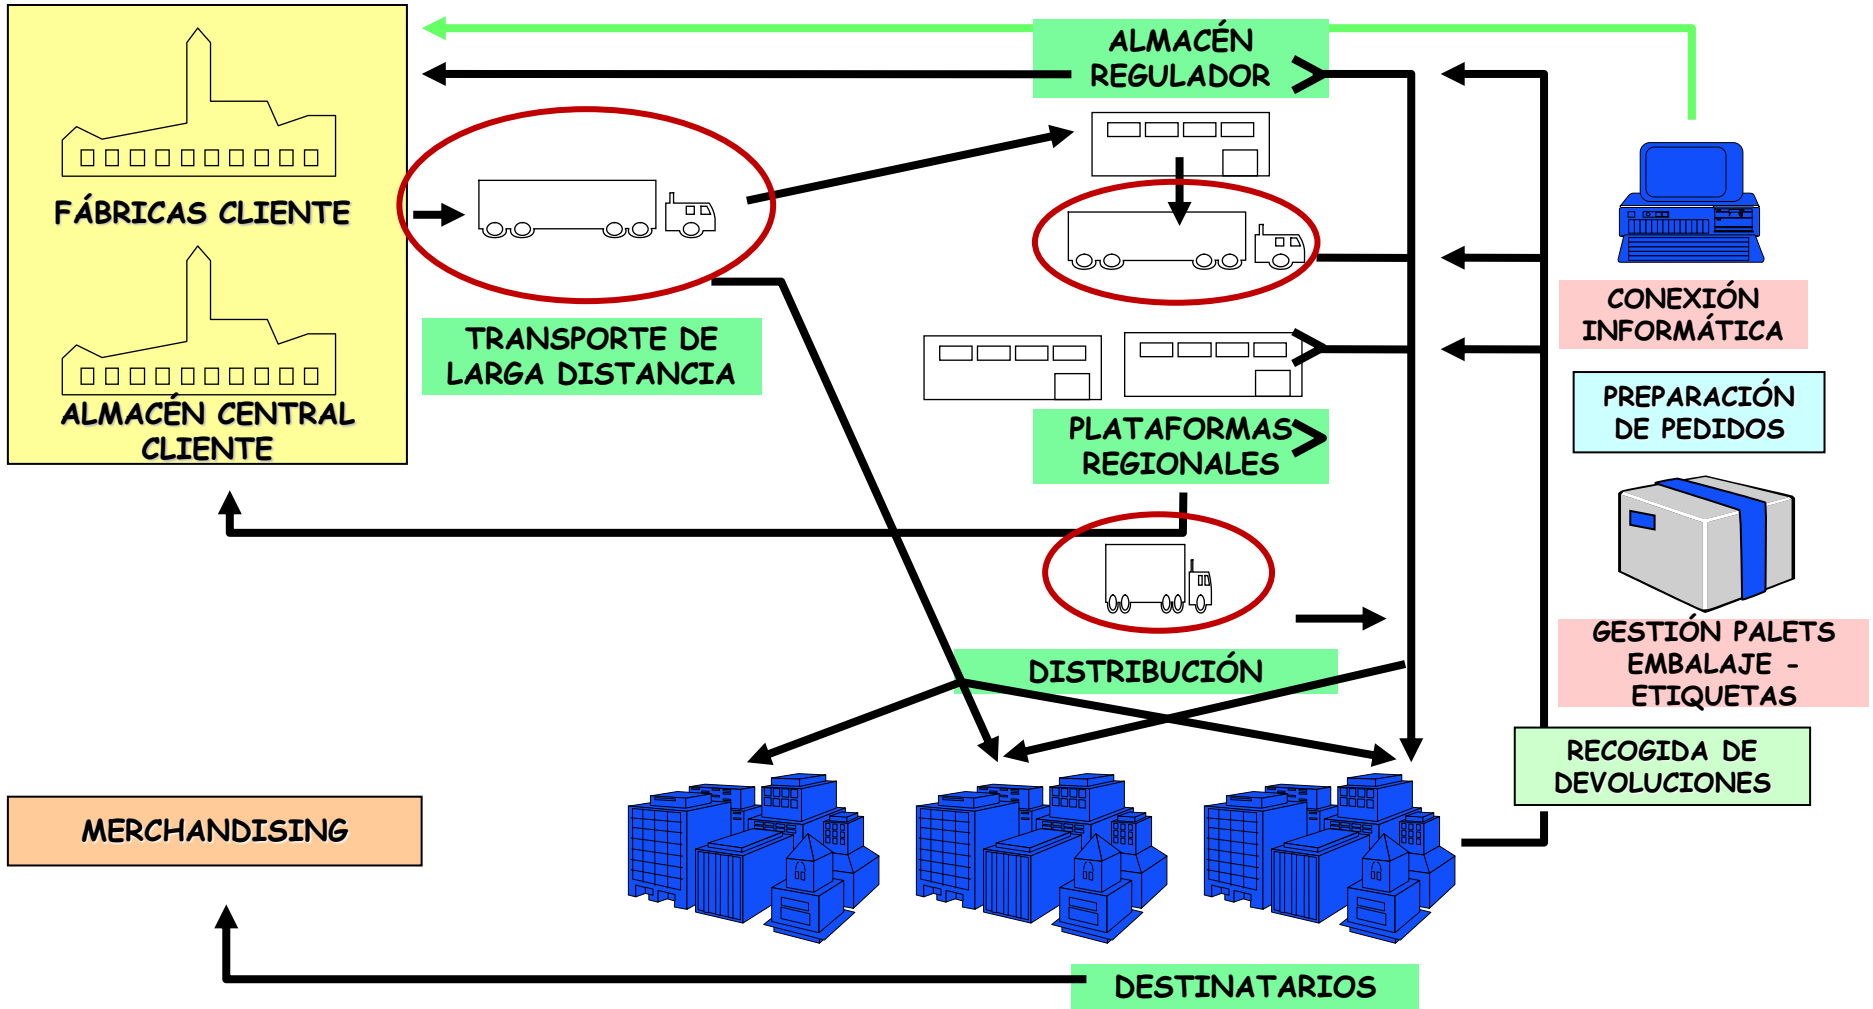 ALMACÉN
REGULADOR
FÁBRICAS CLIENTE
ALMACÉN CENTRAL
CLIENTE
TRANSPORTE DE
LARGA DISTANCIA
CONEXIÓN
INFORMÁTICA
PREPARACIÓN
DE PEDIDOS
PLATAFORMAS
REGIONALES
GESTIÓN PALETS
EMBALAJE -
ETIQUETAS
DISTRIBUCIÓN
RECOGIDA DE
DEVOLUCIONES
MERCHANDISING
DESTINATARIOS